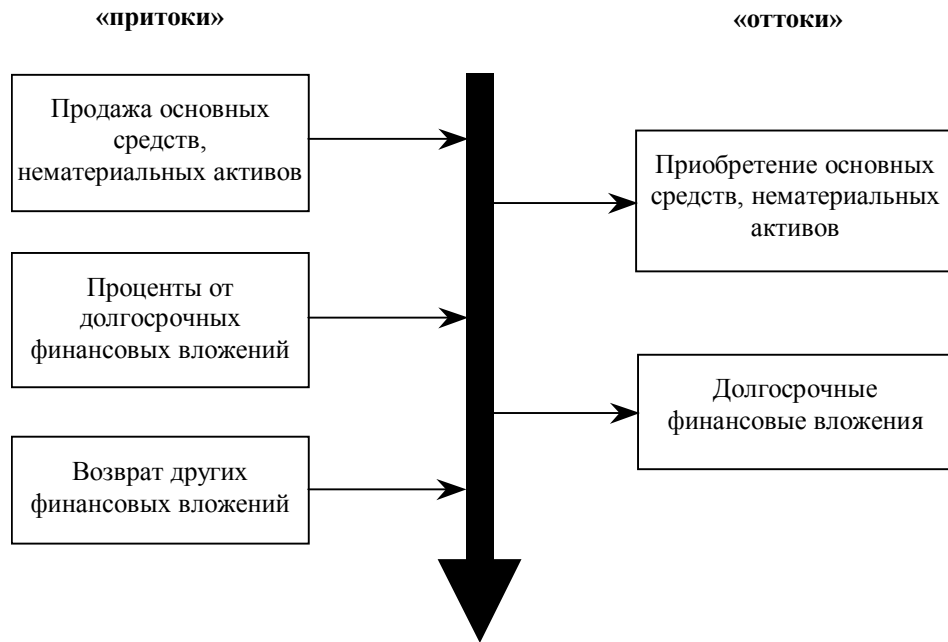 «притоки»
«оттоки»
Продажа основных
средств,
нематериальных активов
Приобретение основных
средств, нематериальных
активов
Проценты от
долгосрочных
финансовых вложений
Долгосрочные
финансовые вложения
Возврат других
финансовых вложений